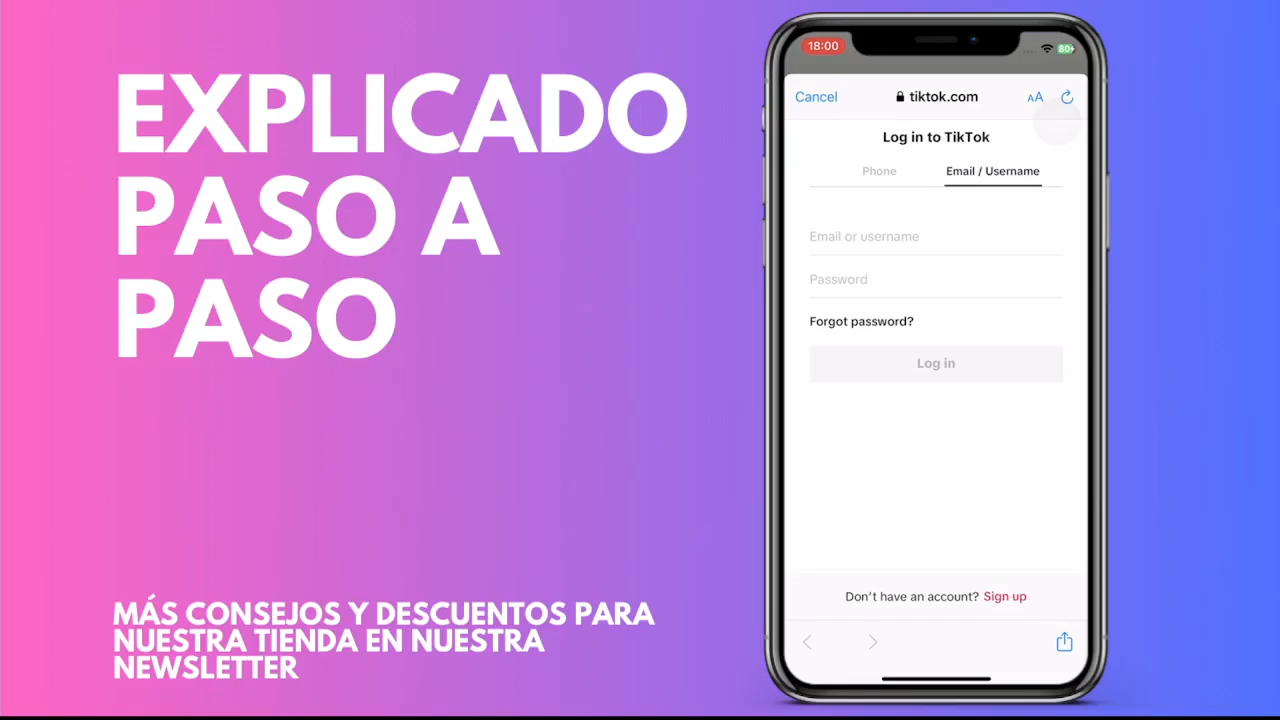 EXPLICADO
PASO A
PASO
MÁS CONSEJOS Y DESCUENTOS PARA
NUESTRA TIENDA EN NUESTRA
NEWSLETTER
18:00
80+
Cancel
tiktok.com
AA
Log in to TikTok
Phone
Email / Username
Email or username
Password
Forgot password?
Log in
Don't have an account? Sign up